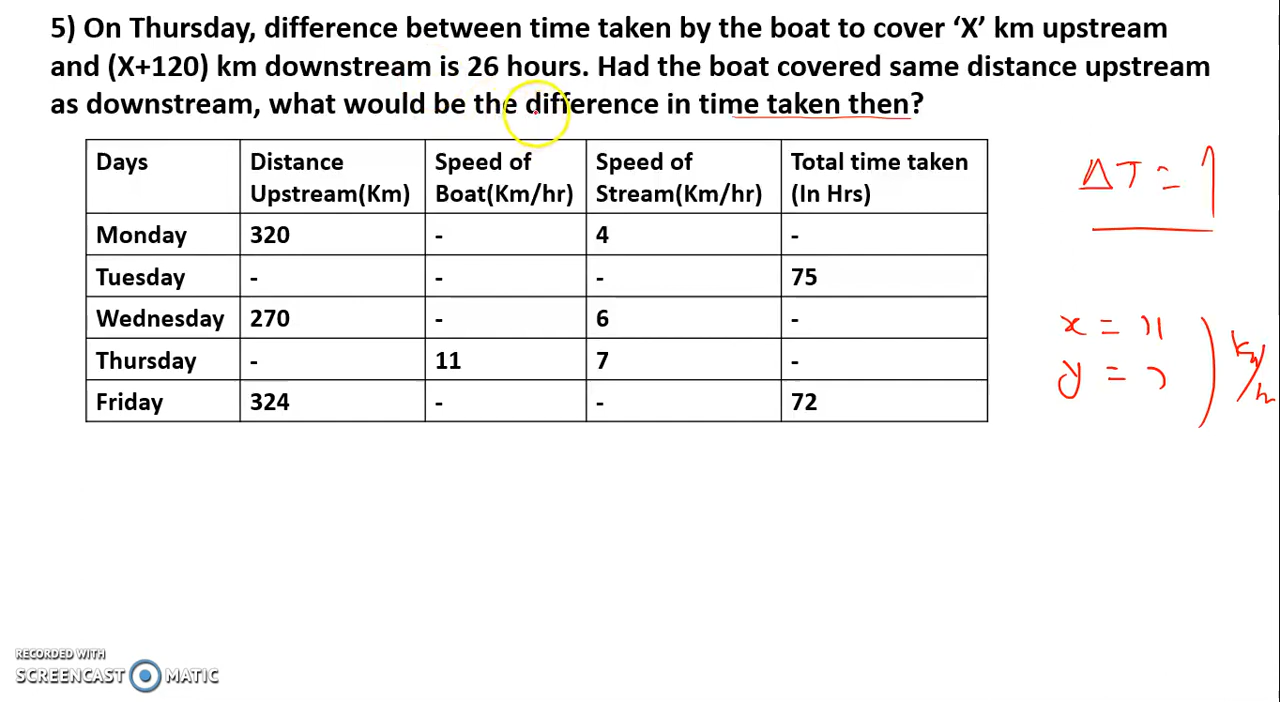 5) On Thursday, difference between time taken by the boat to cover ‘X’ km upstream
and (X+120) km downstream is 26 hours. Had the boat covered same distance upstream
as downstream, what would be the difference in time taken then?
Days Distance Upstream(Km) Speed of Boat(Km/hr) Speed of Stream(Km/hr) Total time taken (In Hrs)
Monday 320 - 4 -
Tuesday - - - 75
Wednesday 270 - 6 -
Thursday - 11 7 -
Friday 324 - - 72
ΔT = ?
x = 11
y = 7
km/hr
RECORDED WITH
SCREENCAST MATIC